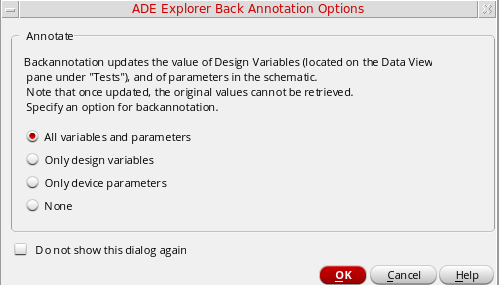 ADE Explorer Back Annotation Options
Annotate
Backannotation updates the value of Design Variables (located on the Data View
pane under "Tests"), and of parameters in the schematic.
Note that once updated, the original values cannot be retrieved.
Specify an option for backannotation.
All variables and parameters
Only design variables
Only device parameters
None
Do not show this dialog again
OK Cancel Help